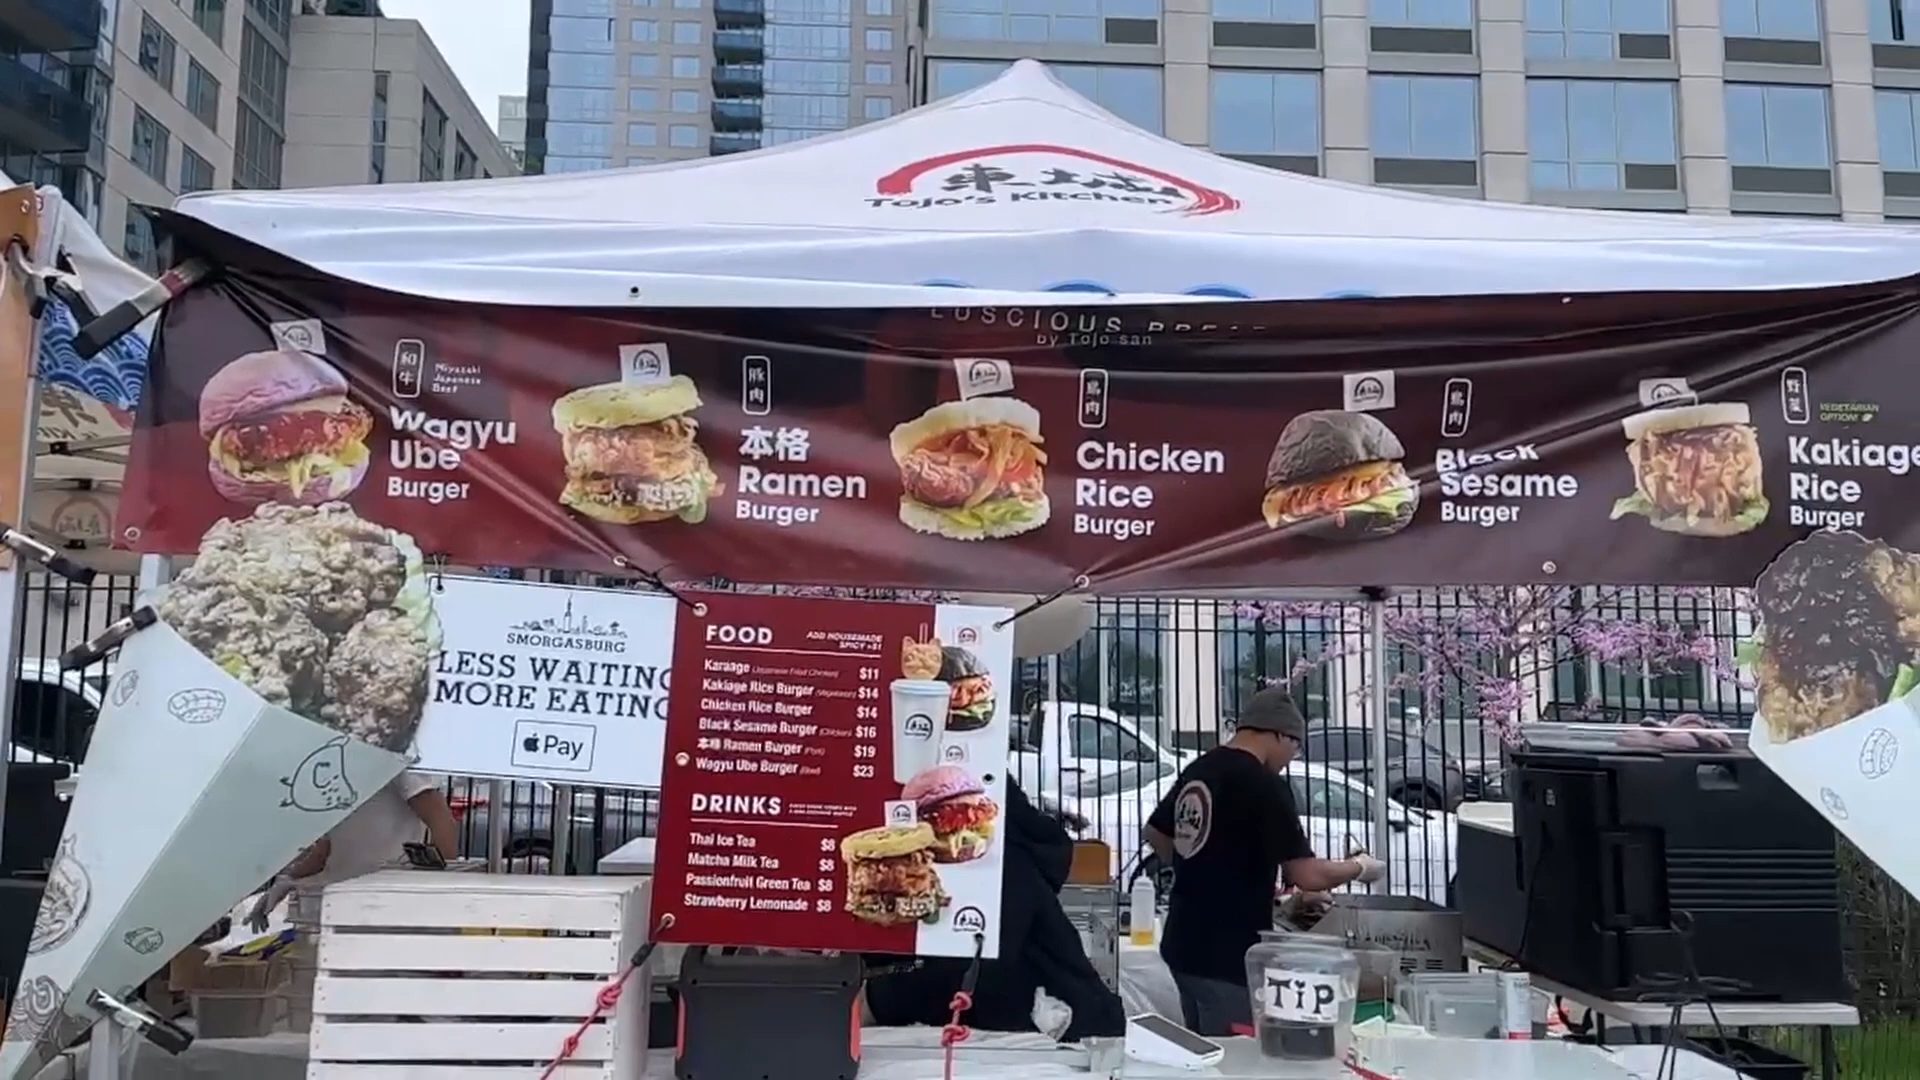 Tojo's Kitchen
LUSCIOUS BREAD
by Tojo san
和牛
Miyazaki
Japanese
Beef
Wagyu
Ube
Burger
豚肉
本格
Ramen
Burger
鳥肉
Chicken
Rice
Burger
鳥肉
Black
Sesame
Burger
野菜
VEGETARIAN
OPTION!
Kakiage
Rice
Burger
SMORGASBURG
LESS WAITING
MORE EATING
Pay
FOOD
ADD HOUSEMADE
SPICY +$1
Karaage (Japanese Fried Chicken) $11
Kakiage Rice Burger (Vegetarian) $14
Chicken Rice Burger $14
Black Sesame Burger (Chicken) $16
本格 Ramen Burger (Pork) $19
Wagyu Ube Burger (Beef) $23
DRINKS
Thai Ice Tea $8
Matcha Milk Tea $8
Passionfruit Green Tea $8
Strawberry Lemonade $8
TIP